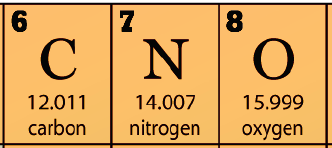 6 7 8
C N O
12.011 14.007 15.999
carbon nitrogen oxygen